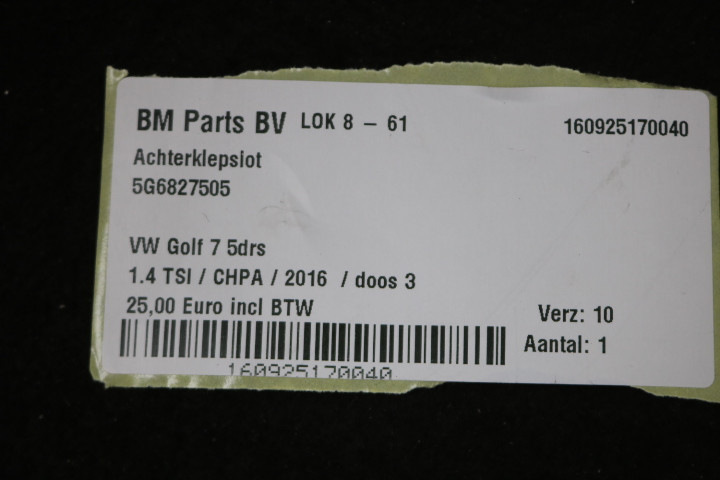 BM Parts BV LOK 8 – 61 160925170040
Achterklepslot
5G6827505
VW Golf 7 5drs
1.4 TSI / CHPA / 2016 / doos 3
25,00 Euro incl BTW
Verz: 10
Aantal: 1
160925170040